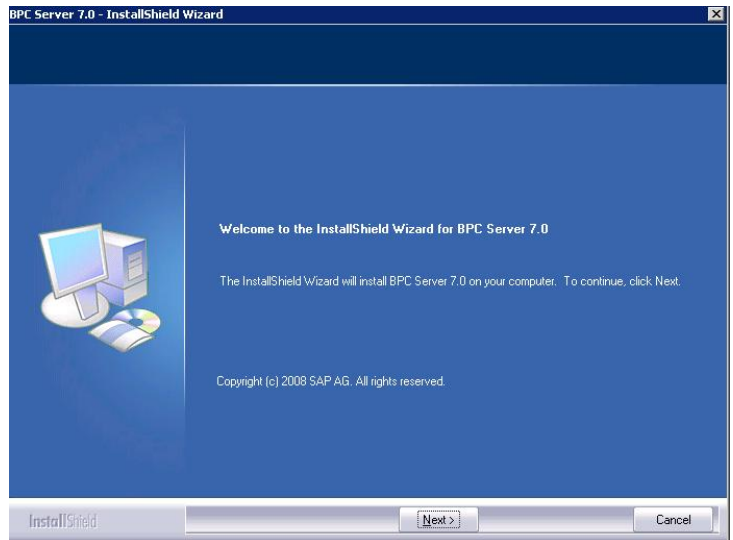 BPC Server 7.0 - InstallShield Wizard
Welcome to the InstallShield Wizard for BPC Server 7.0
The InstallShield Wizard will install BPC Server 7.0 on your computer. To continue, click Next.
Copyright (c) 2008 SAP AG. All rights reserved.
InstallShield
Next >
Cancel